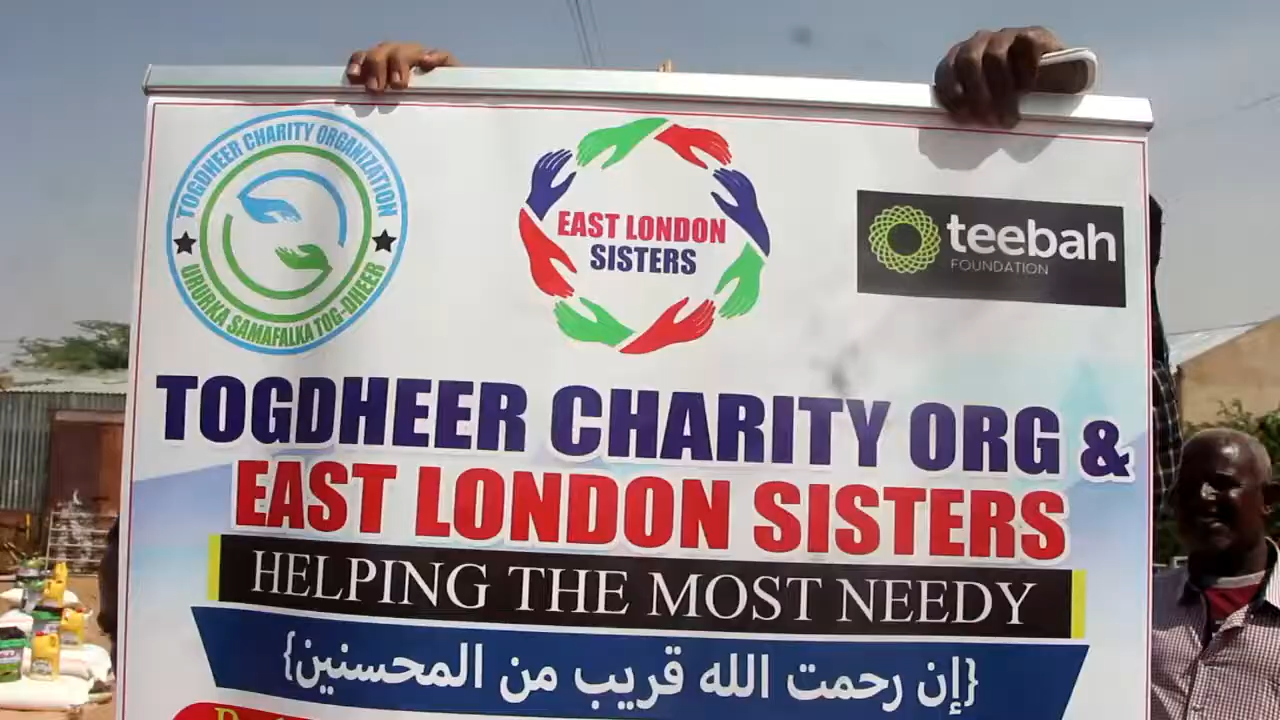 TOGDHEER CHARITY ORGANIZATION
URURKA SAMAFALKA TOG-DHEER
EAST LONDON
SISTERS
teebah
FOUNDATION
TOGDHEER CHARITY ORG &
EAST LONDON SISTERS
HELPING THE MOST NEEDY
{إن رحمت الله قريب من المحسنين}